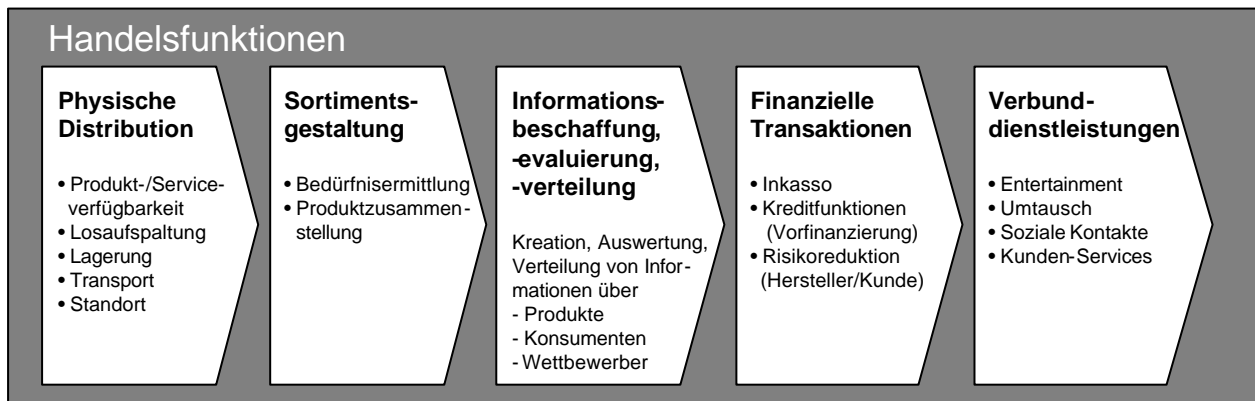 Handelsfunktionen
Physische
Distribution
• Produkt-/Service-
verfügbarkeit
• Losaufspaltung
• Lagerung
• Transport
• Standort
Sortiments-
gestaltung
• Bedürfnisermittlung
• Produktzusammen-
stellung
Informations-
beschaffung,
-evaluierung,
-verteilung
Kreation, Auswertung,
Verteilung von Infor-
mationen über
- Produkte
- Konsumenten
- Wettbewerber
Finanzielle
Transaktionen
• Inkasso
• Kreditfunktionen
(Vorfinanzierung)
• Risikoreduktion
(Hersteller/Kunde)
Verbund-
dienstleistungen
• Entertainment
• Umtausch
• Soziale Kontakte
• Kunden-Services